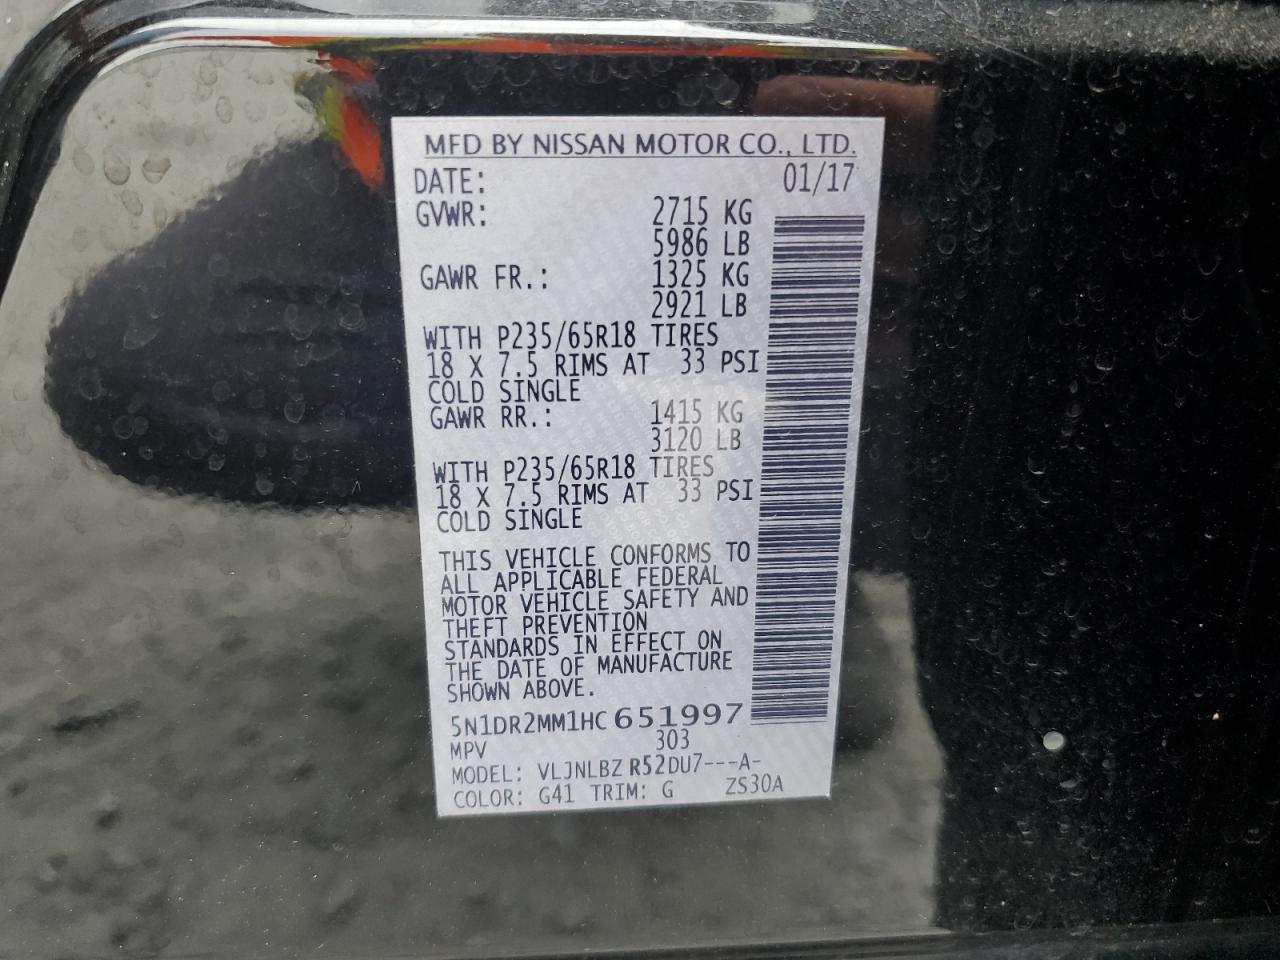 MFD BY NISSAN MOTOR CO., LTD.
DATE: 01/17
GVWR: 2715 KG
5986 LB
GAWR FR.: 1325 KG
2921 LB
WITH P235/65R18 TIRES
18 X 7.5 RIMS AT 33 PSI
COLD SINGLE
GAWR RR.: 1415 KG
3120 LB
WITH P235/65R18 TIRES
18 X 7.5 RIMS AT 33 PSI
COLD SINGLE
THIS VEHICLE CONFORMS TO
ALL APPLICABLE FEDERAL
MOTOR VEHICLE SAFETY AND
THEFT PREVENTION
STANDARDS IN EFFECT ON
THE DATE OF MANUFACTURE
SHOWN ABOVE.
5N1DR2MM1HC651997
MPV 303
MODEL: VLJNLBZ R52DU7---A-
COLOR: G41 TRIM: G ZS30A